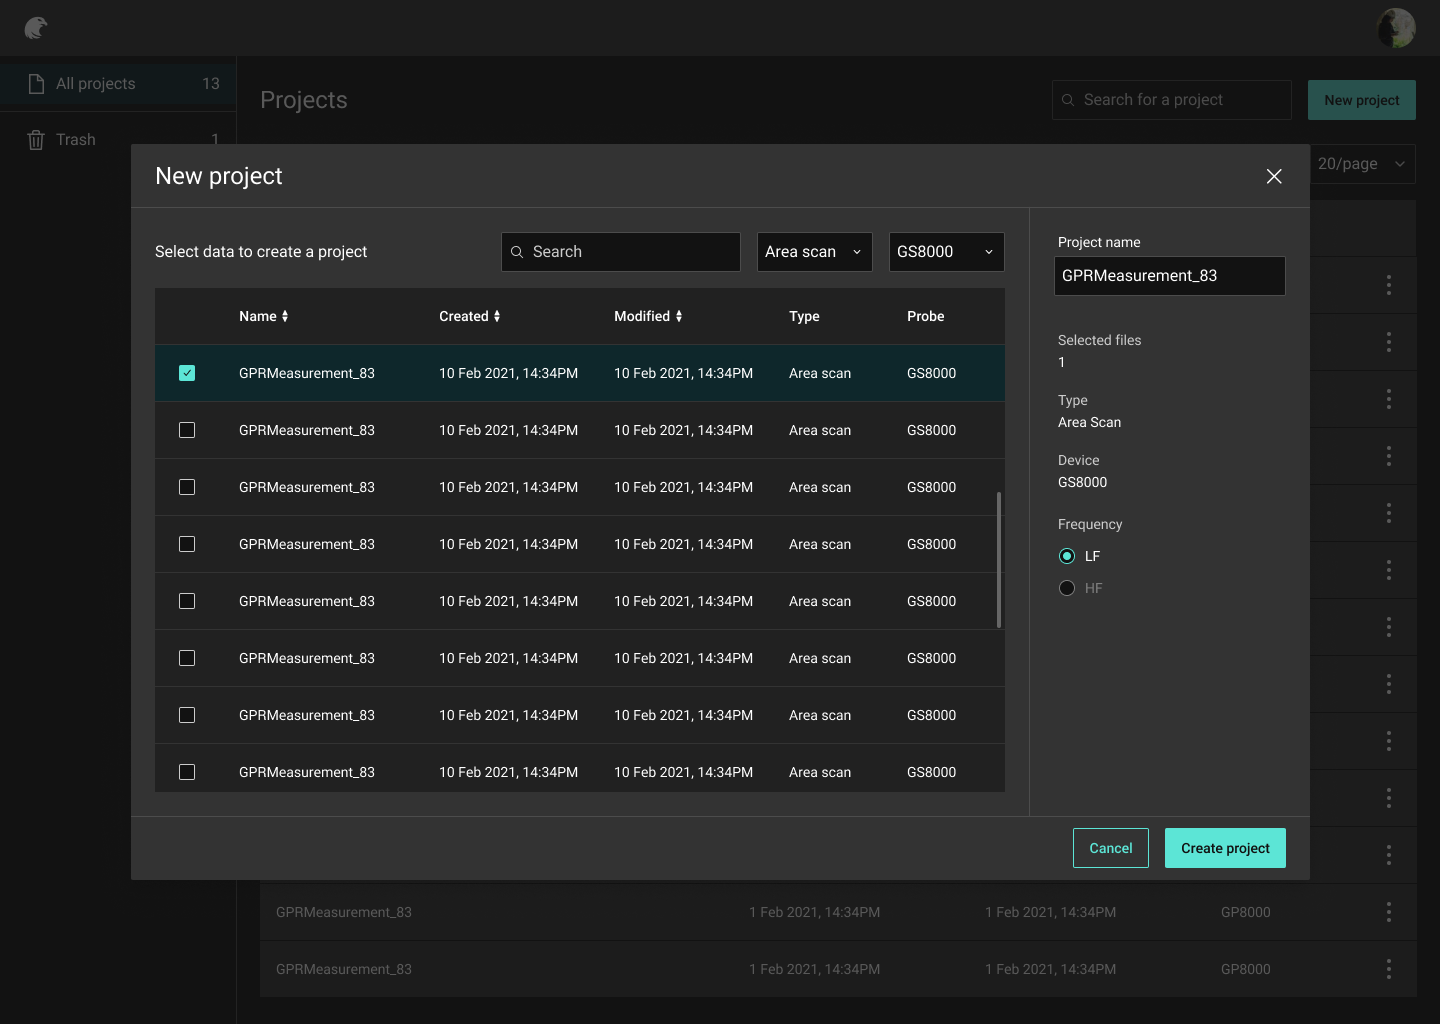 All projects 13
Projects
Search for a project
New project
Trash 1
20/page
New project
Select data to create a project
Search
Area scan
GS8000
Name Created Modified Type Probe
GPRMeasurement_83 10 Feb 2021, 14:34PM 10 Feb 2021, 14:34PM Area scan GS8000
GPRMeasurement_83 10 Feb 2021, 14:34PM 10 Feb 2021, 14:34PM Area scan GS8000
GPRMeasurement_83 10 Feb 2021, 14:34PM 10 Feb 2021, 14:34PM Area scan GS8000
GPRMeasurement_83 10 Feb 2021, 14:34PM 10 Feb 2021, 14:34PM Area scan GS8000
GPRMeasurement_83 10 Feb 2021, 14:34PM 10 Feb 2021, 14:34PM Area scan GS8000
GPRMeasurement_83 10 Feb 2021, 14:34PM 10 Feb 2021, 14:34PM Area scan GS8000
GPRMeasurement_83 10 Feb 2021, 14:34PM 10 Feb 2021, 14:34PM Area scan GS8000
GPRMeasurement_83 10 Feb 2021, 14:34PM 10 Feb 2021, 14:34PM Area scan GS8000
Project name
GPRMeasurement_83
Selected files
1
Type
Area Scan
Device
GS8000
Frequency
LF
HF
Cancel
Create project
GPRMeasurement_83 1 Feb 2021, 14:34PM 1 Feb 2021, 14:34PM GP8000
GPRMeasurement_83 1 Feb 2021, 14:34PM 1 Feb 2021, 14:34PM GP8000